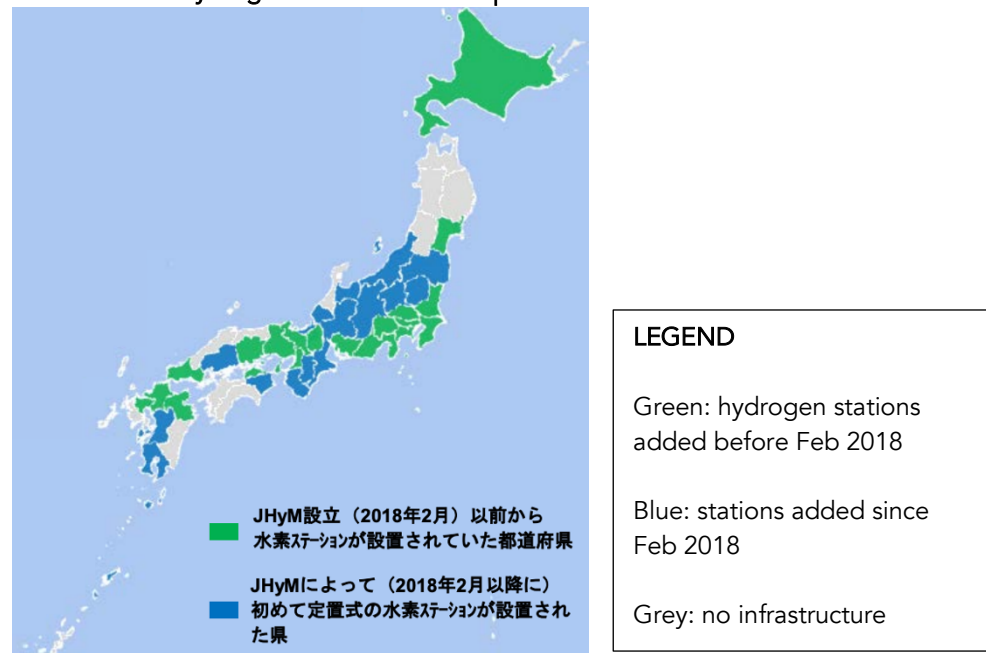 JHyM設立（2018年2月）以前から
水素ｽﾃｰｼｮﾝが設置されていた都道府県
JHyMによって（2018年2月以降に）
初めて定置式の水素ｽﾃｰｼｮﾝが設置され
た県
LEGEND
Green: hydrogen stations
added before Feb 2018
Blue: stations added since
Feb 2018
Grey: no infrastructure